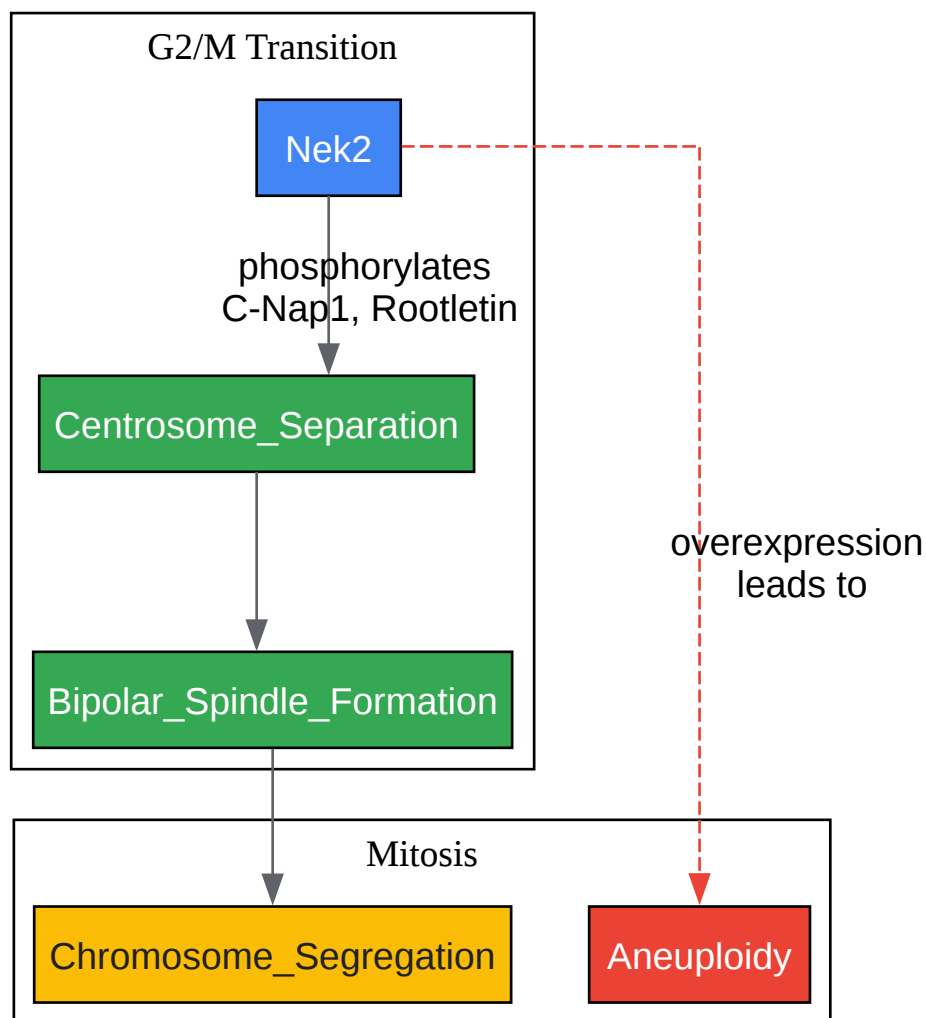 G2/M Transition
Nek2
phosphorylates
C-Nap1, Rootletin
Centrosome_Separation
overexpression
leads to
Bipolar_Spindle_Formation
Mitosis
Chromosome_Segregation
Aneuploidy